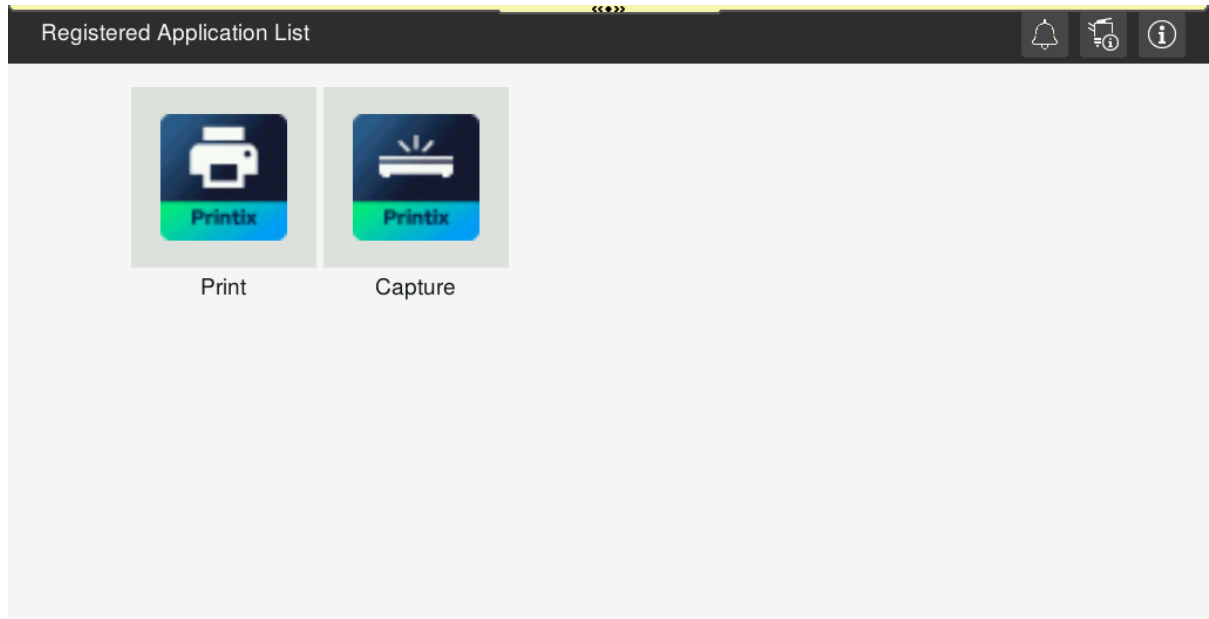 Registered Application List
Printix
Printix
Print
Capture